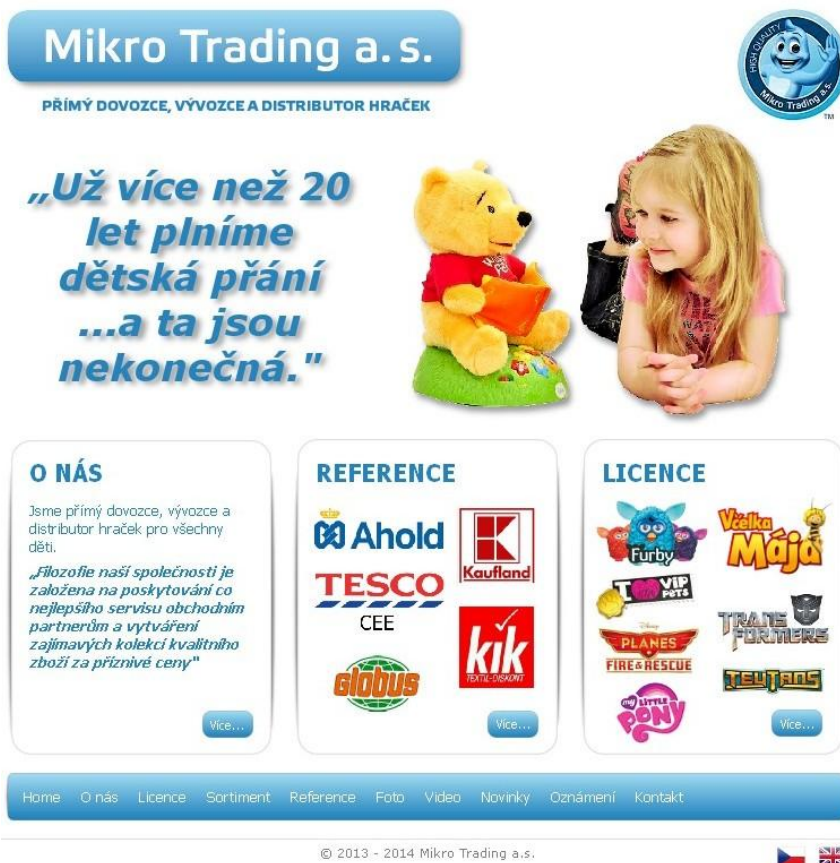 Mikro Trading a.s.
HIGH QUALITY
Mikro Trading a.s.
TM
PŘÍMÝ DOVOZCE, VÝVOZCE A DISTRIBUTOR HRAČEK
„Už více než 20
let plníme
dětská přání
...a ta jsou
nekonečná."
O NÁS
Jsme přímý dovozce, vývozce a
distributor hraček pro všechny
děti.
„Filozofie naší společnosti je
založena na poskytování co
nejlepšího servisu obchodním
partnerům a vytváření
zajímavých kolekcí kvalitního
zboží za příznivé ceny"
Více...
REFERENCE
Ahold
Kaufland
TESCO
CEE
kik
TEXTIL-DISKONT
Globus
Více...
LICENCE
Furby
Včelka
Mája
I VIP
PETS
TRANSFORMERS
Disney
PLANES
FIRE & RESCUE
TEUTANS
my LITTLE
PONY
Více...
Home O nás Licence Sortiment Reference Foto Video Novinky Oznámení Kontakt
© 2013 - 2014 Mikro Trading a.s.